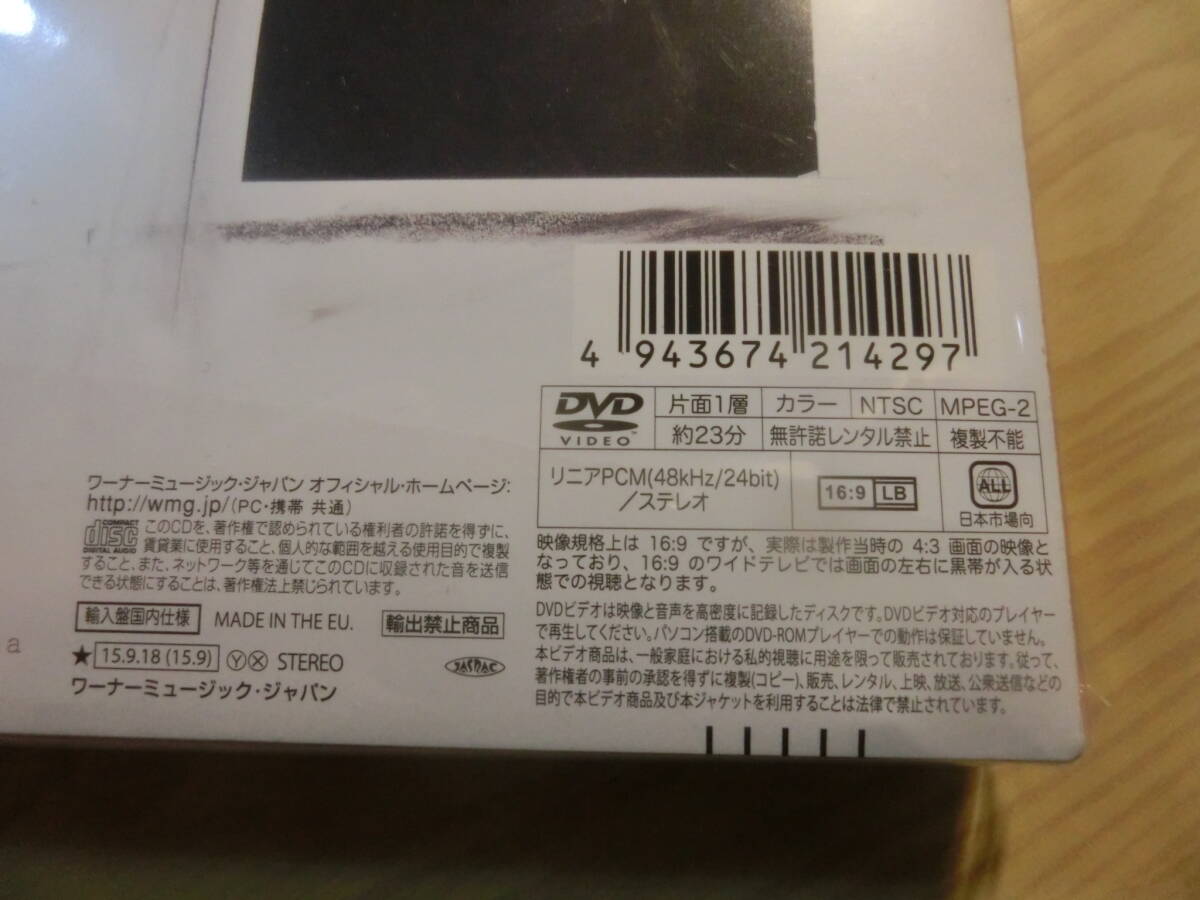 4 943674 214297
DVD VIDEO
片面1層 カラー NTSC MPEG-2
約23分 無許諾レンタル禁止 複製不能
リニアPCM(48kHz/24bit)
/ステレオ
16:9 LB
ALL
日本市場向
映像規格上は 16:9 ですが、実際は製作当時の 4:3 画面の映像と
なっており、16:9 のワイドテレビでは画面の左右に黒帯が入る状
態での視聴となります。
DVDビデオは映像と音声を高密度に記録したディスクです。DVDビデオ対応のプレイヤー
で再生してください。パソコン搭載のDVD-ROMプレイヤーでの動作は保証していません。
本ビデオ商品は、一般家庭における私的視聴に用途を限って販売されております。従って、
著作権者の事前の承認を得ずに複製(コピー)、販売、レンタル、上映、放送、公衆送信などの
目的で本ビデオ商品及び本ジャケットを利用することは法律で禁止されています。
ワーナーミュージック・ジャパン オフィシャル・ホームページ:
http://wmg.jp/(PC・携帯 共通)
COMPACT disc DIGITAL AUDIO
このCDを、著作権で認められている権利者の許諾を得ずに、
賃貸業に使用すること、個人的な範囲を越える使用目的で複製
すること、また、ネットワーク等を通じてこのCDに収録された音を送信
できる状態にすることは、著作権法上禁じられています。
輸入盤国内仕様 MADE IN THE EU. 輸出禁止商品
a
★ 15.9.18 (15.9) Ⓨ Ⓧ STEREO JASRAC
ワーナーミュージック・ジャパン